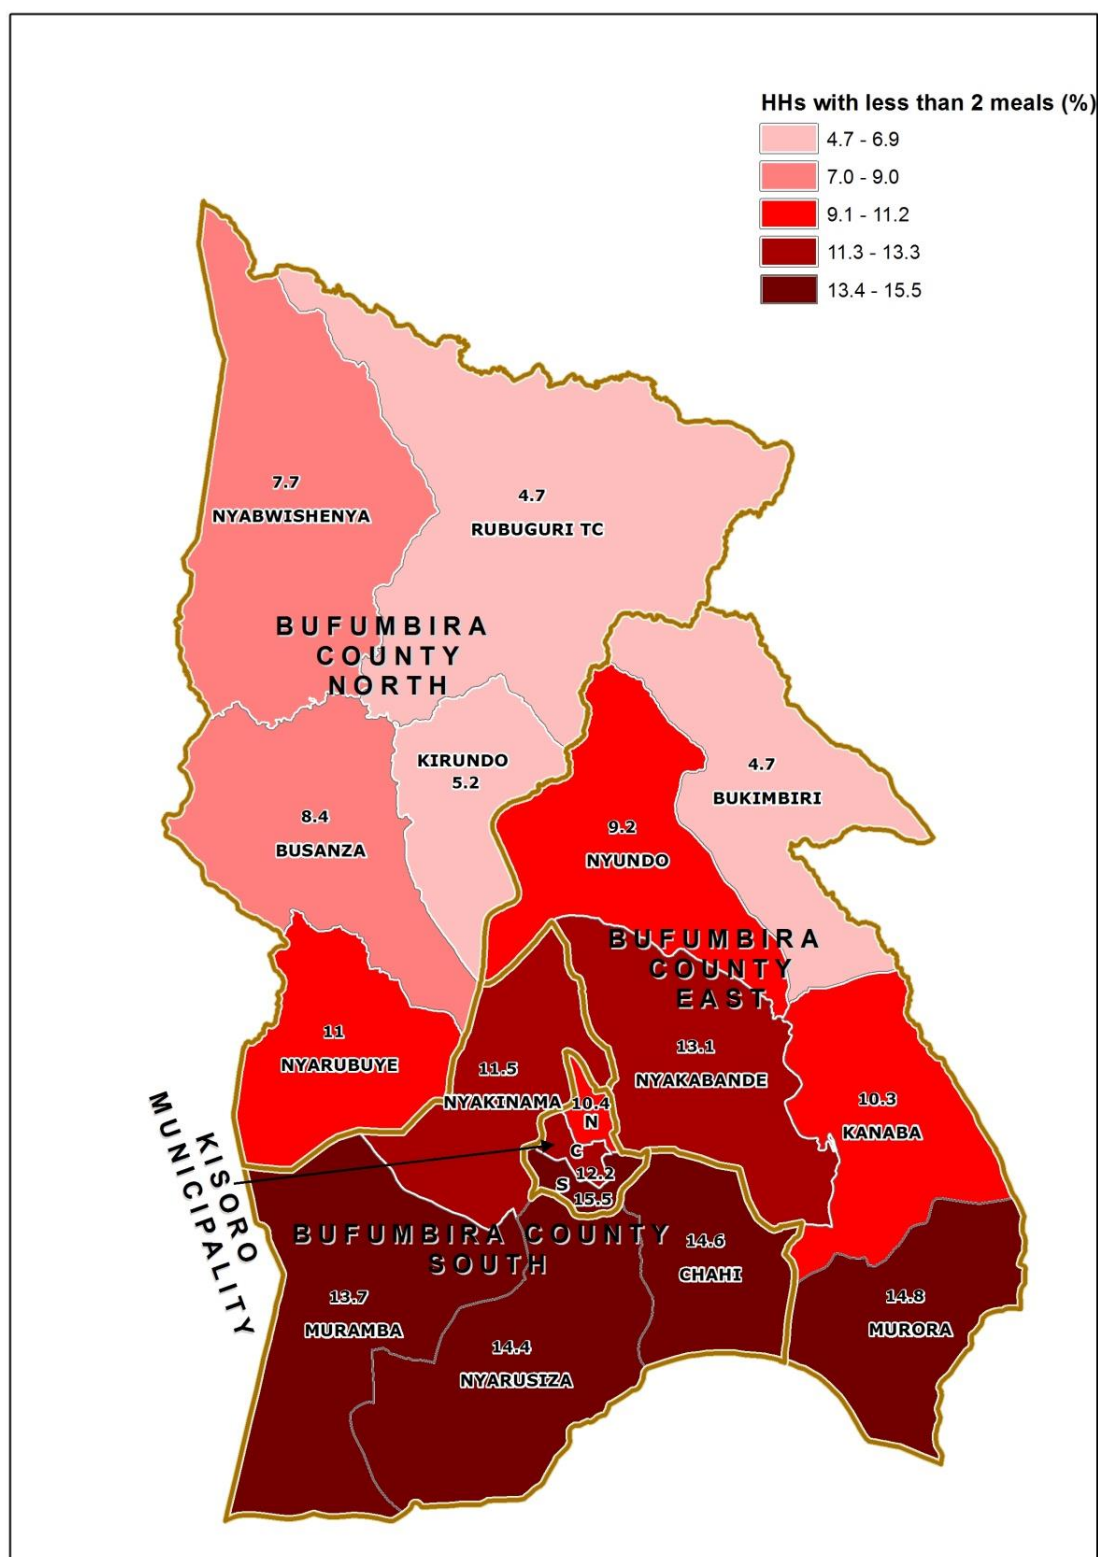 HHs with less than 2 meals (%)
4.7 - 6.9
7.0 - 9.0
9.1 - 11.2
11.3 - 13.3
13.4 - 15.5
7.7
NYABWISHENYA
4.7
RUBUGURI TC
BUFUMBIRA
COUNTY
NORTH
KIRUNDO
5.2
4.7
BUKIMBIRI
8.4
BUSANZA
9.2
NYUNDO
BUFUMBIRA
COUNTY
EAST
11
NYARUBUYE
11.5
NYAKINAMA
13.1
NYAKABANDE
10.4
N
10.3
KANABA
KISORO
MUNICIPALITY
C
12.2
S
15.5
BUFUMBIRA COUNTY
SOUTH
14.6
CHAHI
13.7
MURAMBA
14.8
MURORA
14.4
NYARUSIZA